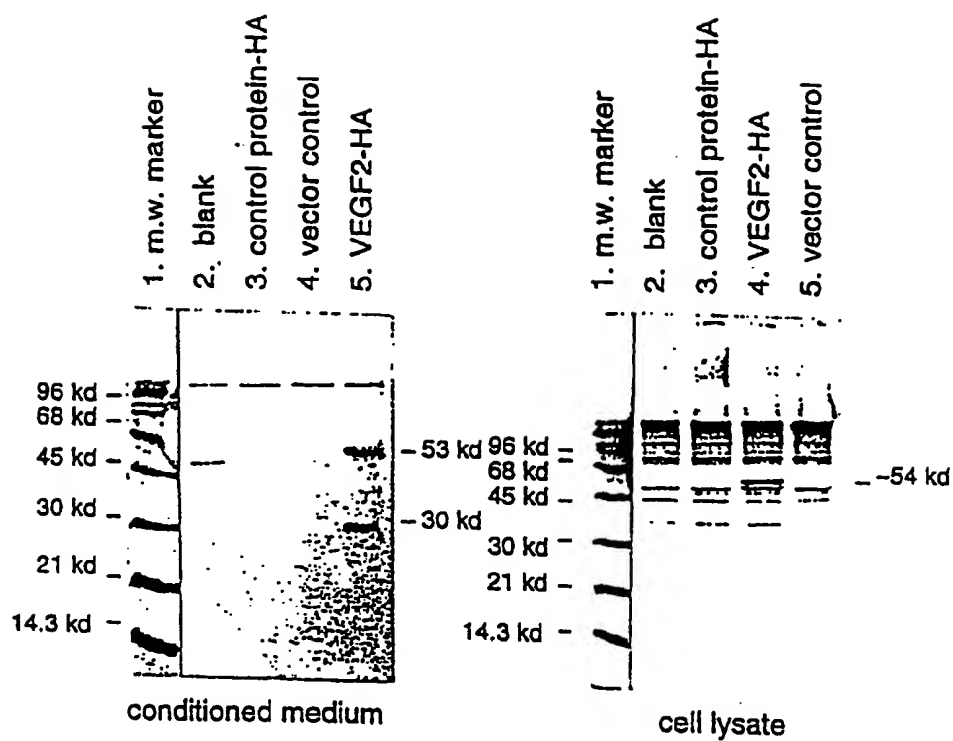 1. m.w. marker
2. blank
3. control protein-HA
4. vector control
5. VEGF2-HA
96 kd
68 kd
45 kd
30 kd
21 kd
14.3 kd
-53 kd
-30 kd
conditioned medium
1. m.w. marker
2. blank
3. control protein-HA
4. VEGF2-HA
5. vector control
96 kd
68 kd
45 kd
30 kd
21 kd
14.3 kd
-~54 kd
cell lysate